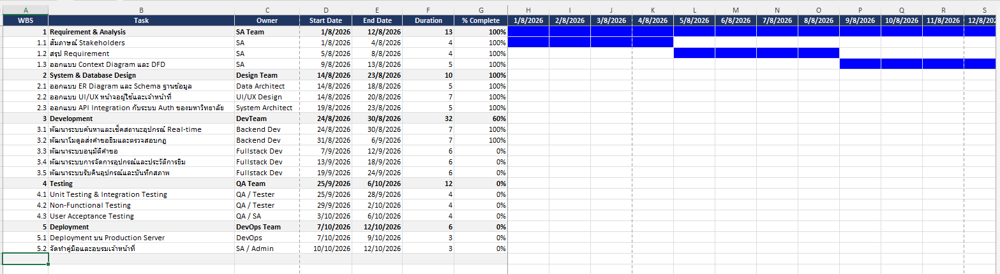 A B C D E F G H I J K L M N O P Q R S
WBS Task Owner Start Date End Date Duration % Complete 1/8/2026 2/8/2026 3/8/2026 4/8/2026 5/8/2026 6/8/2026 7/8/2026 8/8/2026 9/8/2026 10/8/2026 11/8/2026 12/8/202
1 Requirement & Analysis SA Team 1/8/2026 12/8/2026 13 100%
1.1 สัมภาษณ์ Stakeholders SA 1/8/2026 4/8/2026 4 100%
1.2 สรุป Requirement SA 5/8/2026 8/8/2026 4 100%
1.3 ออกแบบ Context Diagram และ DFD SA 9/8/2026 13/8/2026 5 100%
2 System & Database Design Design Team 14/8/2026 23/8/2026 10 100%
2.1 ออกแบบ ER Diagram และ Schema ฐานข้อมูล Data Architect 14/8/2026 18/8/2026 5 100%
2.2 ออกแบบ UI/UX หน้าจอผู้ใช้และเจ้าหน้าที่ UI/UX Design 14/8/2026 20/8/2026 7 100%
2.3 ออกแบบ API Integration กับระบบ Auth ของมหาวิทยาลัย System Architect 19/8/2026 23/8/2026 5 100%
3 Development DevTeam 24/8/2026 30/8/2026 32 60%
3.1 พัฒนาระบบค้นหาและเช็คสถานะอุปกรณ์ Real-time Backend Dev 24/8/2026 30/8/2026 7 100%
3.2 พัฒนาโมดูลส่งคำขอยืมและตรวจสอบกฎ Backend Dev 31/8/2026 6/9/2026 7 100%
3.3 พัฒนาระบบอนุมัติคำขอ Fullstack Dev 7/9/2026 12/9/2026 6 0%
3.4 พัฒนาระบบการจัดการอุปกรณ์และประวัติการยืม Fullstack Dev 13/9/2026 18/9/2026 6 0%
3.5 พัฒนาระบบรับคืนอุปกรณ์และบันทึกสภาพ Fullstack Dev 19/9/2026 24/9/2026 6 0%
4 Testing QA Team 25/9/2026 6/10/2026 12 0%
4.1 Unit Testing & Integration Testing QA / Tester 25/9/2026 28/9/2026 4 0%
4.2 Non-Functional Testing QA / Tester 29/9/2026 2/10/2026 4 0%
4.3 User Acceptance Testing QA / SA 3/10/2026 6/10/2026 4 0%
5 Deployment DevOps Team 7/10/2026 12/10/2026 6 0%
5.1 Deployment บน Production Server DevOps 7/10/2026 9/10/2026 3 0%
5.2 จัดทำคู่มือและอบรมเจ้าหน้าที่ SA / Admin 10/10/2026 12/10/2026 3 0%